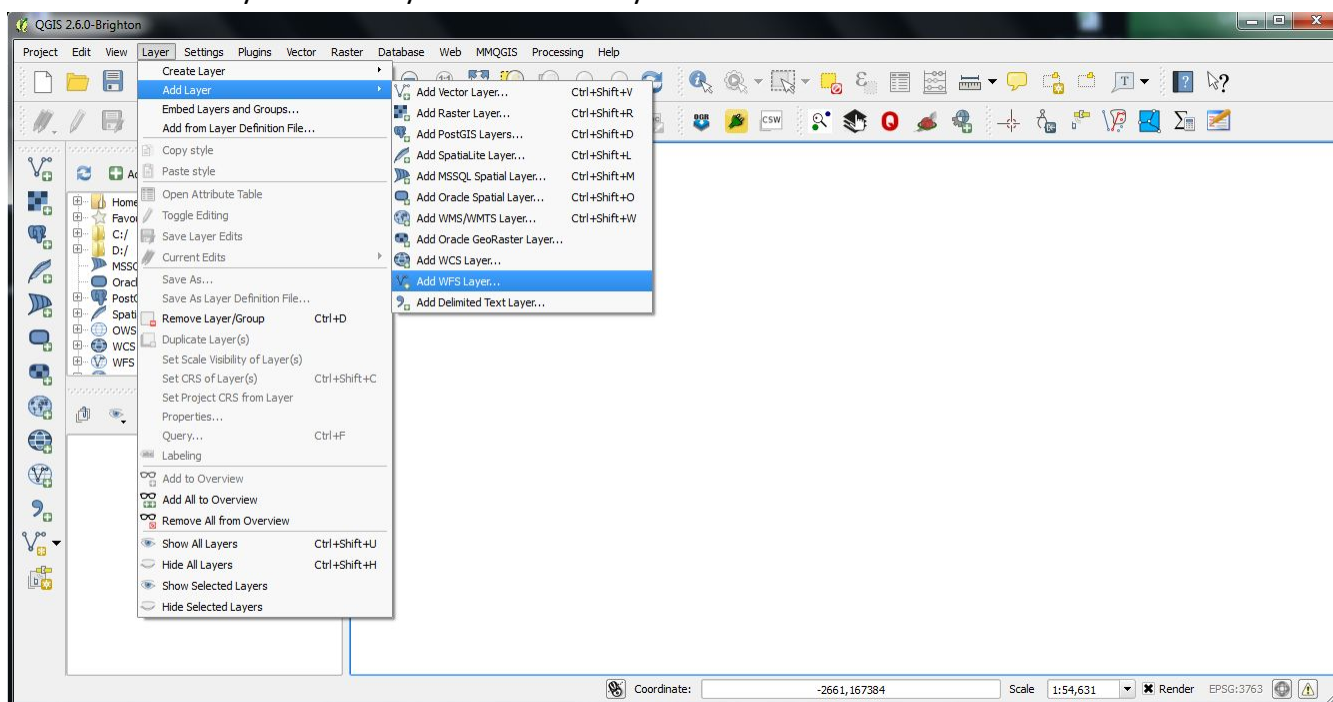 QGIS 2.6.0-Brighton
Project Edit View Layer Settings Plugins Vector Raster Database Web MMQGIS Processing Help
Create Layer
Add Layer
Embed Layers and Groups...
Add from Layer Definition File...
Copy style
Paste style
Open Attribute Table
Toggle Editing
Save Layer Edits
Current Edits
Save As...
Save As Layer Definition File...
Remove Layer/Group Ctrl+D
Duplicate Layer(s)
Set Scale Visibility of Layer(s)
Set CRS of Layer(s) Ctrl+Shift+C
Set Project CRS from Layer
Properties...
Query... Ctrl+F
Labeling
Add to Overview
Add All to Overview
Remove All from Overview
Show All Layers Ctrl+Shift+U
Hide All Layers Ctrl+Shift+H
Show Selected Layers
Hide Selected Layers
Add Vector Layer... Ctrl+Shift+V
Add Raster Layer... Ctrl+Shift+R
Add PostGIS Layers... Ctrl+Shift+D
Add SpatiaLite Layer... Ctrl+Shift+L
Add MSSQL Spatial Layer... Ctrl+Shift+M
Add Oracle Spatial Layer... Ctrl+Shift+O
Add WMS/WMTS Layer... Ctrl+Shift+W
Add Oracle GeoRaster Layer...
Add WCS Layer...
Add WFS Layer...
Add Delimited Text Layer...
CSW
Home
Favo
C:/
D:/
MSSQ
Orac
Post
Spati
OWS
WCS
WFS
Coordinate: -2661,167384 Scale 1:54,631 Render EPSG:3763